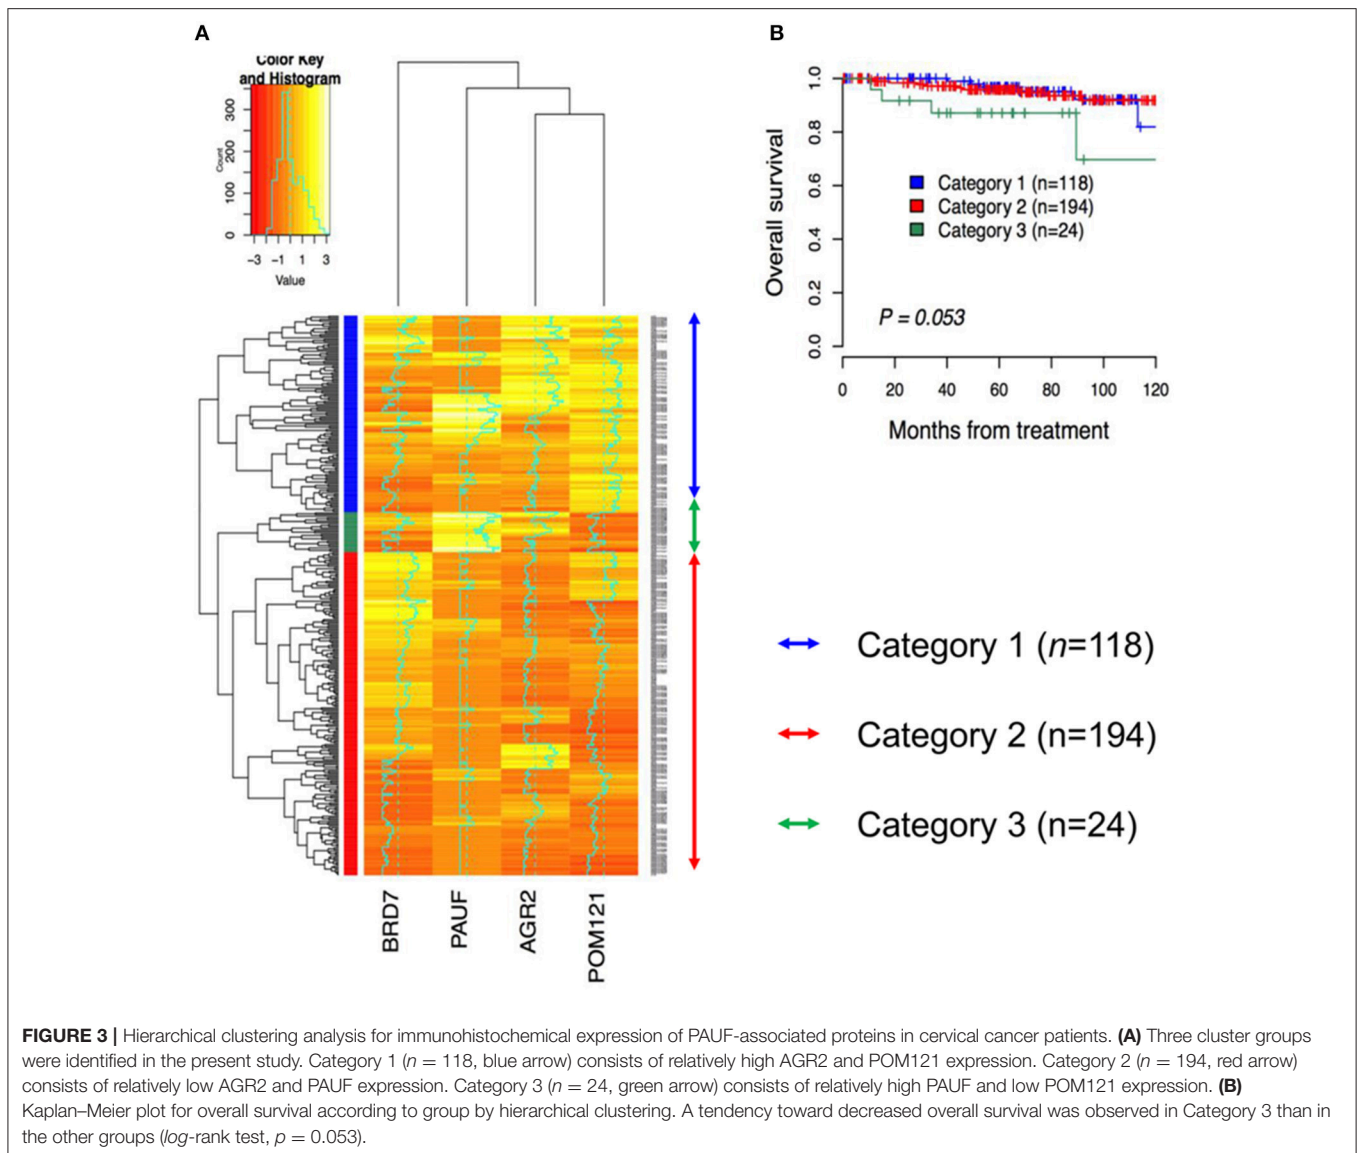 A
Color Key
and Histogram
Count
0 100 200 300
−3 −1 1 3
Value
BRD7
PAUF
AGR2
POM121
B
Overall survival
0.0 0.2 0.4 0.6 0.8 1.0
Category 1 (n=118)
Category 2 (n=194)
Category 3 (n=24)
P = 0.053
0 20 40 60 80 100 120
Months from treatment
Category 1 (n=118)
Category 2 (n=194)
Category 3 (n=24)
FIGURE 3 | Hierarchical clustering analysis for immunohistochemical expression of PAUF-associated proteins in cervical cancer patients. (A) Three cluster groups
were identified in the present study. Category 1 (n = 118, blue arrow) consists of relatively high AGR2 and POM121 expression. Category 2 (n = 194, red arrow)
consists of relatively low AGR2 and PAUF expression. Category 3 (n = 24, green arrow) consists of relatively high PAUF and low POM121 expression. (B)
Kaplan–Meier plot for overall survival according to group by hierarchical clustering. A tendency toward decreased overall survival was observed in Category 3 than in
the other groups (log-rank test, p = 0.053).